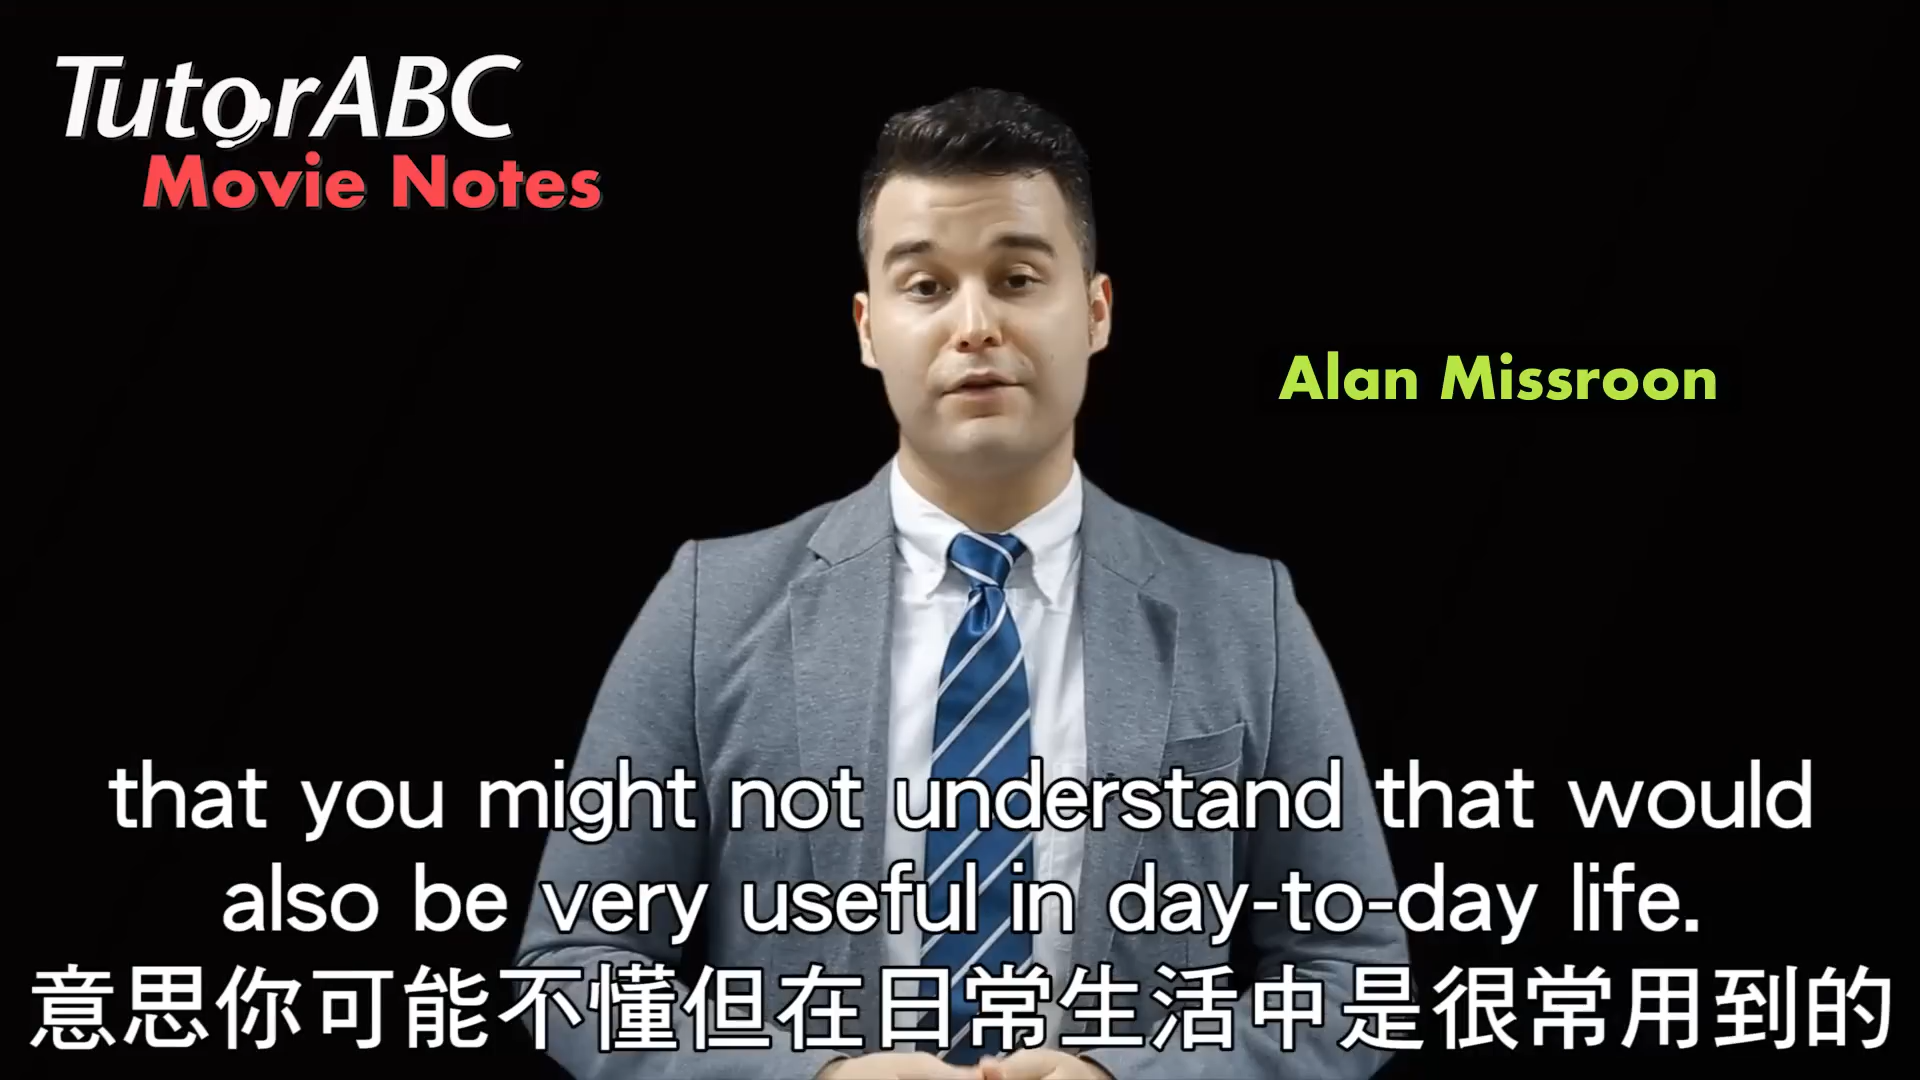 TutorABC
Movie Notes
Alan Missroon
that you might not understand that would
also be very useful in day-to-day life.
意思你可能不懂但在日常生活中是很常用到的